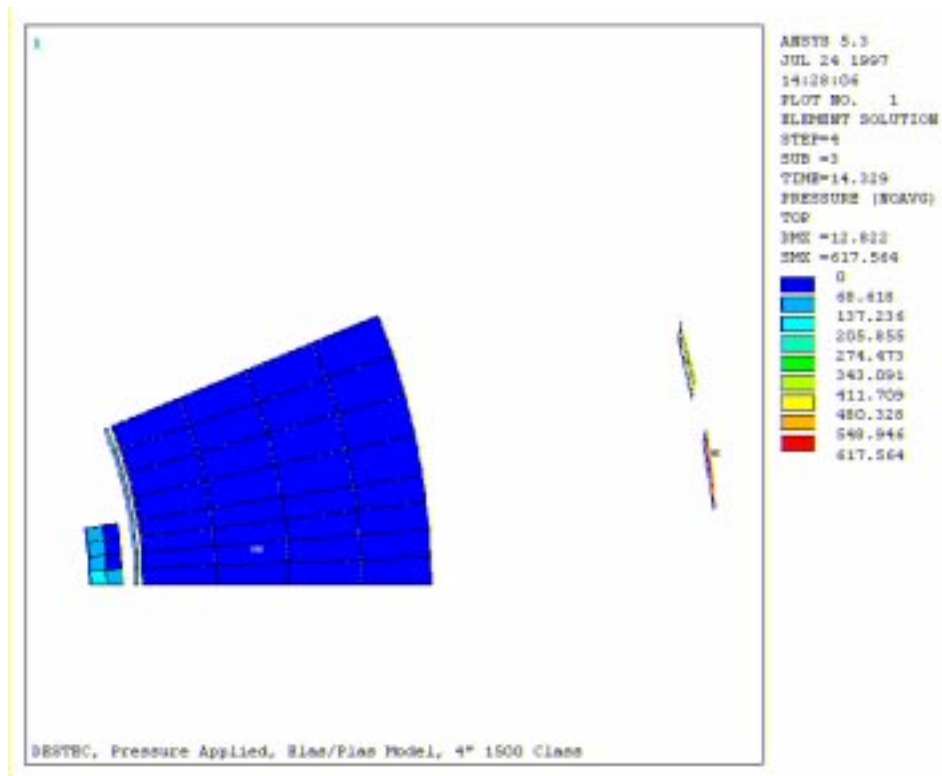 1
ANSYS 5.3
JUL 24 1997
14:28:06
PLOT NO. 1
ELEMENT SOLUTION
STEP=4
SUB =3
TIME=14.329
PRESSURE (NOAVG)
TOP
DMX =12.822
SMX =617.564
0
68.618
137.236
205.855
274.473
343.091
411.709
480.328
548.946
617.564
DESTEC, Pressure Applied, Elas/Plas Model, 4" 1500 Class